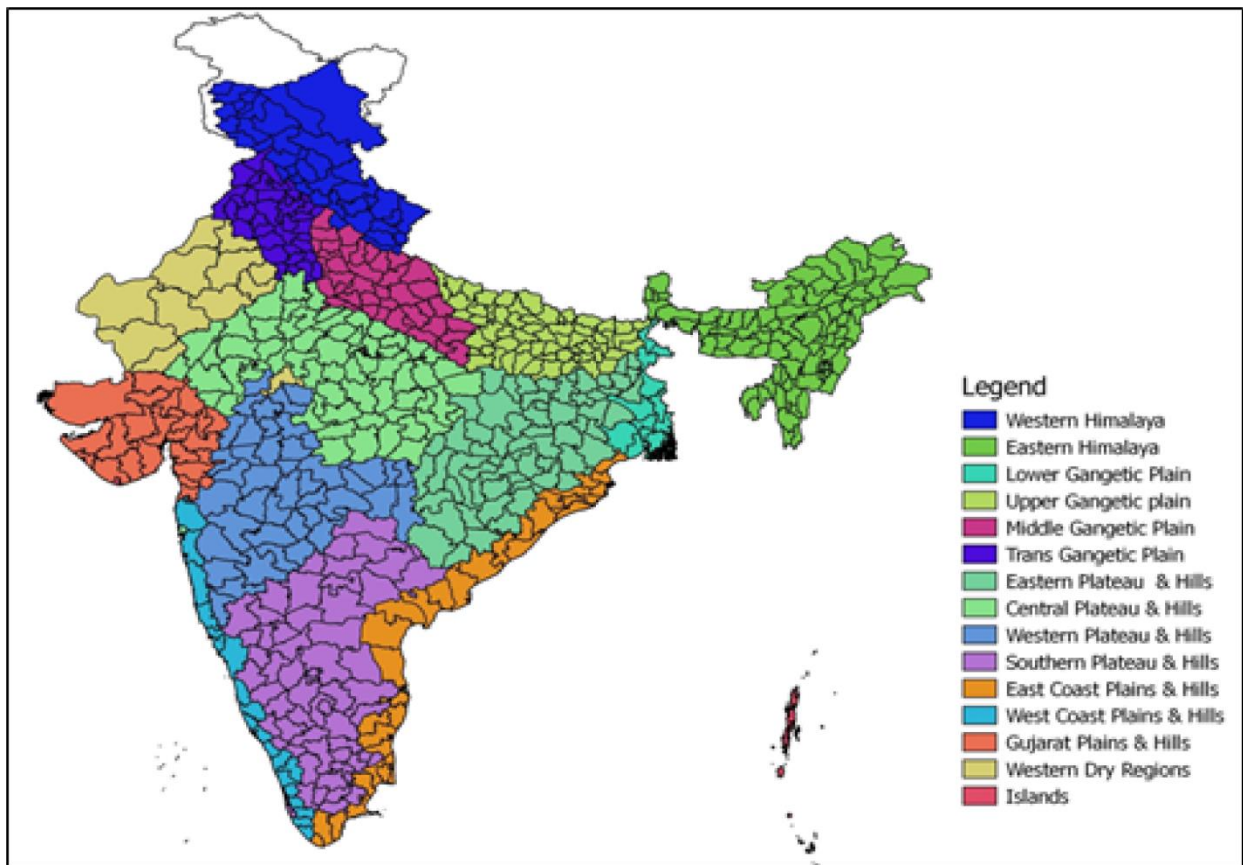 Legend
Western Himalaya
Eastern Himalaya
Lower Gangetic Plain
Upper Gangetic plain
Middle Gangetic Plain
Trans Gangetic Plain
Eastern Plateau & Hills
Central Plateau & Hills
Western Plateau & Hills
Southern Plateau & Hills
East Coast Plains & Hills
West Coast Plains & Hills
Gujarat Plains & Hills
Western Dry Regions
Islands